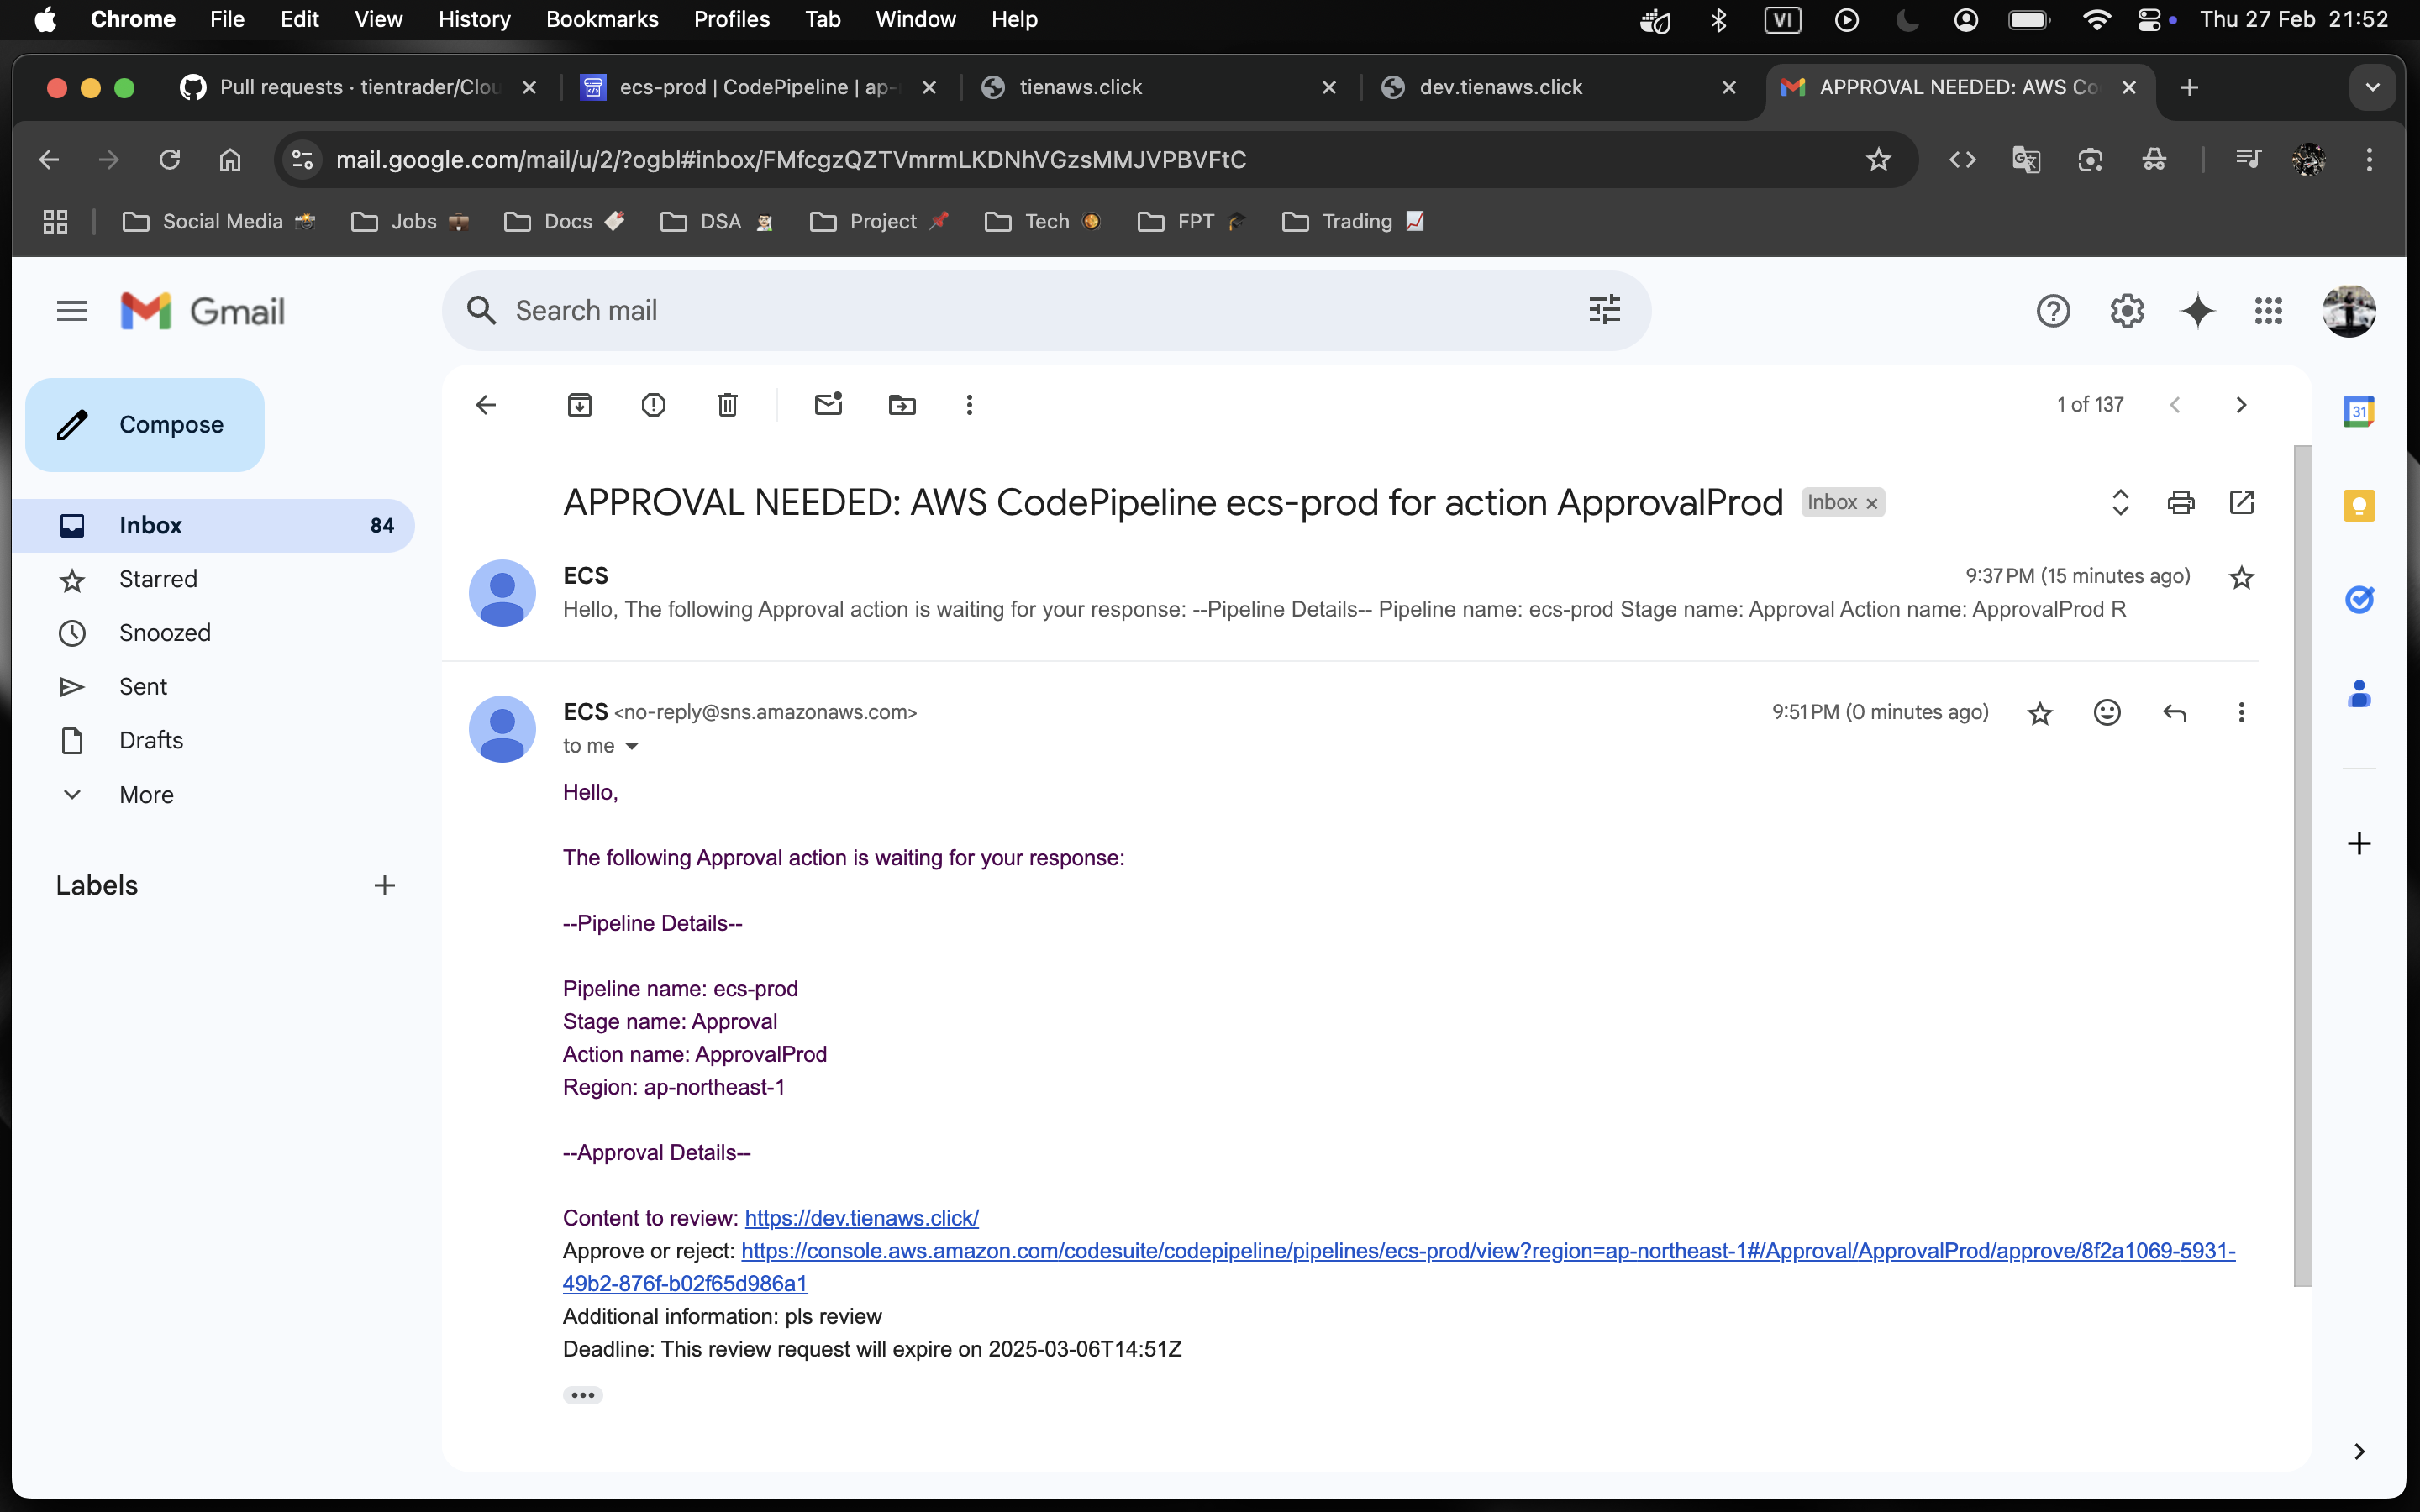 Chrome File Edit View History Bookmarks Profiles Tab Window Help VI Thu 27 Feb 21:52
Pull requests · tientrader/Clou ecs-prod | CodePipeline | ap- tienaws.click dev.tienaws.click APPROVAL NEEDED: AWS Co
mail.google.com/mail/u/2/?ogbl#inbox/FMfcgzQZTVmrmLKDNhVGzsMMJVPBVFtC
Social Media 📸 Jobs 💼 Docs DSA Project 📌 Tech FPT 🎓 Trading 📈
Gmail Search mail
Compose 1 of 137 31
APPROVAL NEEDED: AWS CodePipeline ecs-prod for action ApprovalProd Inbox ×
Inbox 84
Starred
Snoozed
Sent
Drafts
More
Labels
ECS 9:37 PM (15 minutes ago)
Hello, The following Approval action is waiting for your response: --Pipeline Details-- Pipeline name: ecs-prod Stage name: Approval Action name: ApprovalProd R
ECS <no-reply@sns.amazonaws.com> 9:51 PM (0 minutes ago)
to me
Hello,
The following Approval action is waiting for your response:
--Pipeline Details--
Pipeline name: ecs-prod
Stage name: Approval
Action name: ApprovalProd
Region: ap-northeast-1
--Approval Details--
Content to review: https://dev.tienaws.click/
Approve or reject: https://console.aws.amazon.com/codesuite/codepipeline/pipelines/ecs-prod/view?region=ap-northeast-1#/Approval/ApprovalProd/approve/8f2a1069-5931-
49b2-876f-b02f65d986a1
Additional information: pls review
Deadline: This review request will expire on 2025-03-06T14:51Z